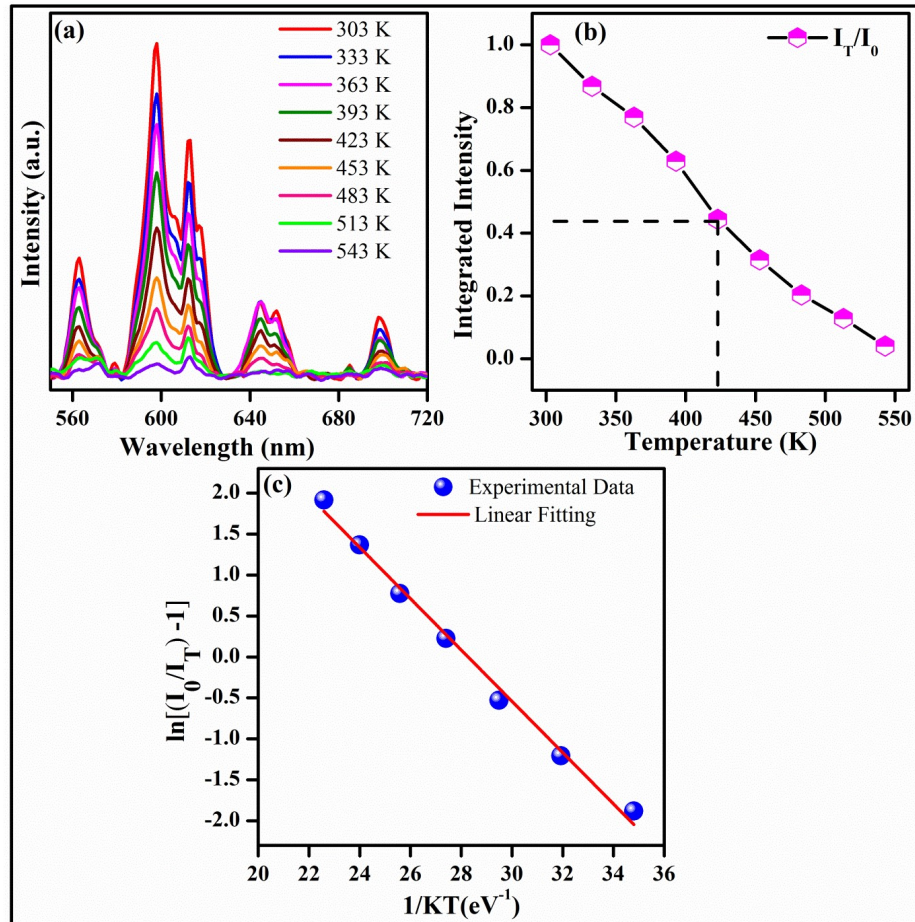 (a)
303 K
333 K
363 K
393 K
423 K
453 K
483 K
513 K
543 K
Intensity (a.u.)
560 600 640 680 720
Wavelength (nm)
(b)
I_T/I_0
1.0
0.8
0.6
0.4
0.2
0.0
Integrated Intensity
300 350 400 450 500 550
Temperature (K)
(c)
Experimental Data
Linear Fitting
2.0
1.5
1.0
0.5
0.0
-0.5
-1.0
-1.5
-2.0
ln[(I_0/I_T) -1]
20 22 24 26 28 30 32 34 36
1/KT(eV^-1)